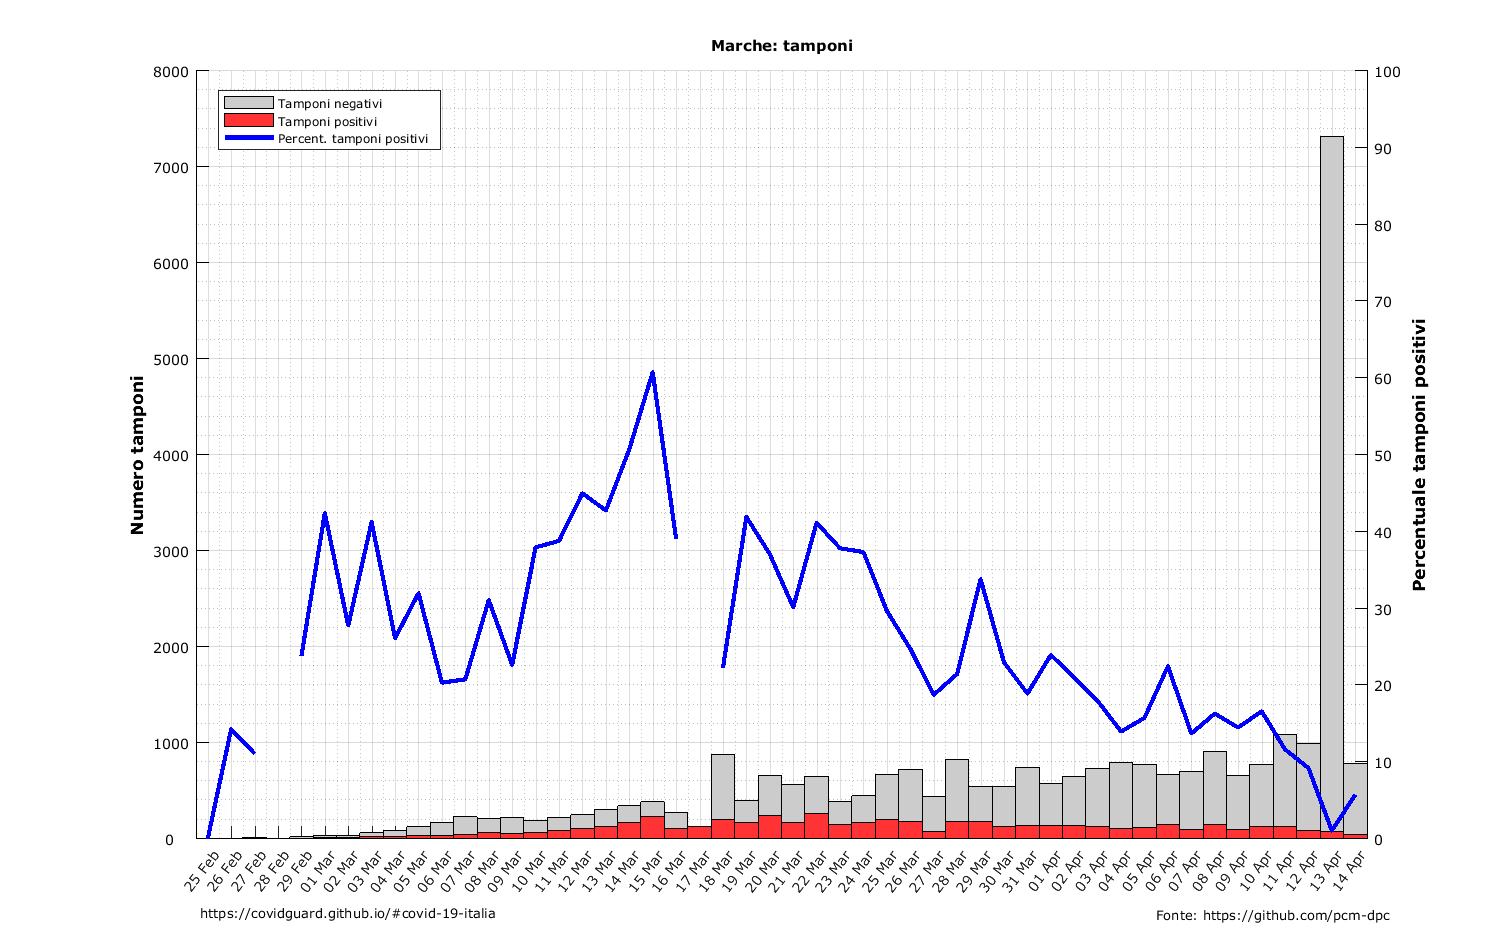 Marche: tamponi
8000
7000
6000
5000
4000
3000
2000
1000
0
Numero tamponi
Tamponi negativi
Tamponi positivi
Percent. tamponi positivi
100
90
80
70
60
50
40
30
20
10
0
Percentuale tamponi positivi
25 Feb
26 Feb
27 Feb
28 Feb
29 Feb
01 Mar
02 Mar
03 Mar
04 Mar
05 Mar
06 Mar
07 Mar
08 Mar
09 Mar
10 Mar
11 Mar
12 Mar
13 Mar
14 Mar
15 Mar
16 Mar
17 Mar
18 Mar
19 Mar
20 Mar
21 Mar
22 Mar
23 Mar
24 Mar
25 Mar
26 Mar
27 Mar
28 Mar
29 Mar
30 Mar
31 Mar
01 Apr
02 Apr
03 Apr
04 Apr
05 Apr
06 Apr
07 Apr
08 Apr
09 Apr
10 Apr
11 Apr
12 Apr
13 Apr
14 Apr
https://covidguard.github.io/#covid-19-italia
Fonte: https://github.com/pcm-dpc